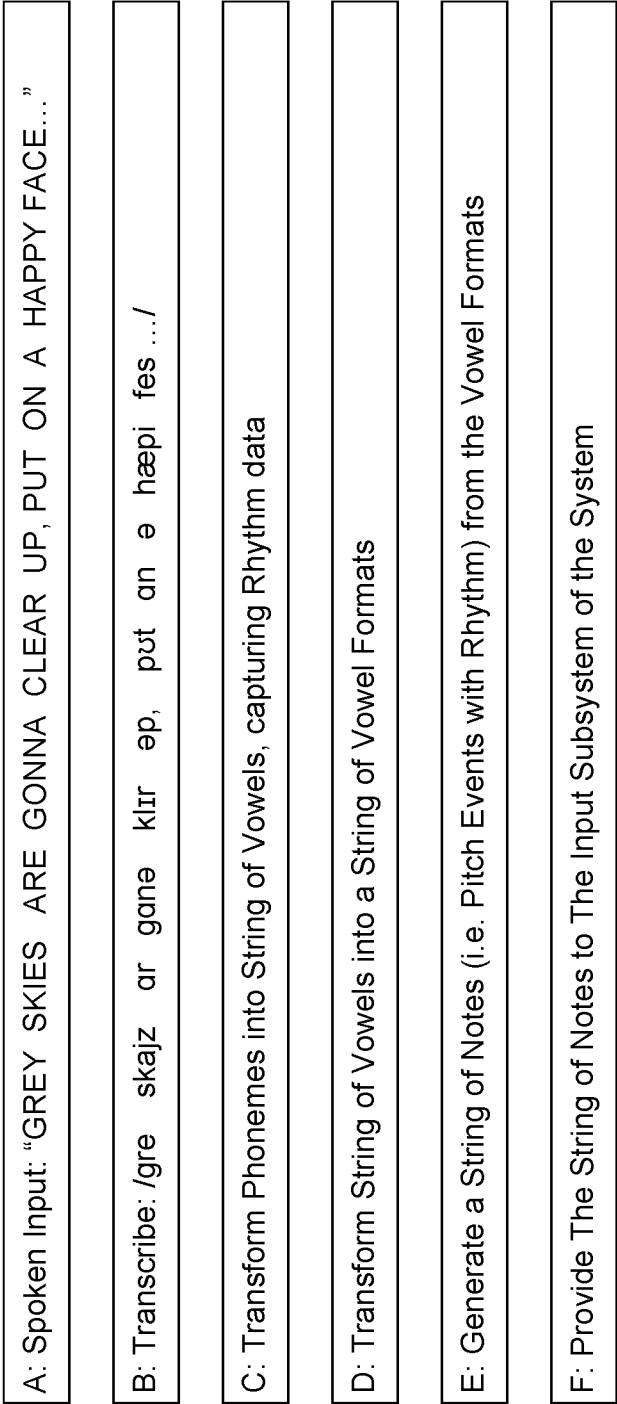 A: Spoken Input: “GREY SKIES ARE GONNA CLEAR UP, PUT ON A HAPPY FACE…”
B: Transcribe: /gre skajz ɑr gɑnə klɪr əp, pʊt ɑn ə hæpi fes …/
C: Transform Phonemes into String of Vowels, capturing Rhythm data
D: Transform String of Vowels into a String of Vowel Formats
E: Generate a String of Notes (i.e. Pitch Events with Rhythm) from the Vowel Formats
F: Provide The String of Notes to The Input Subsystem of the System